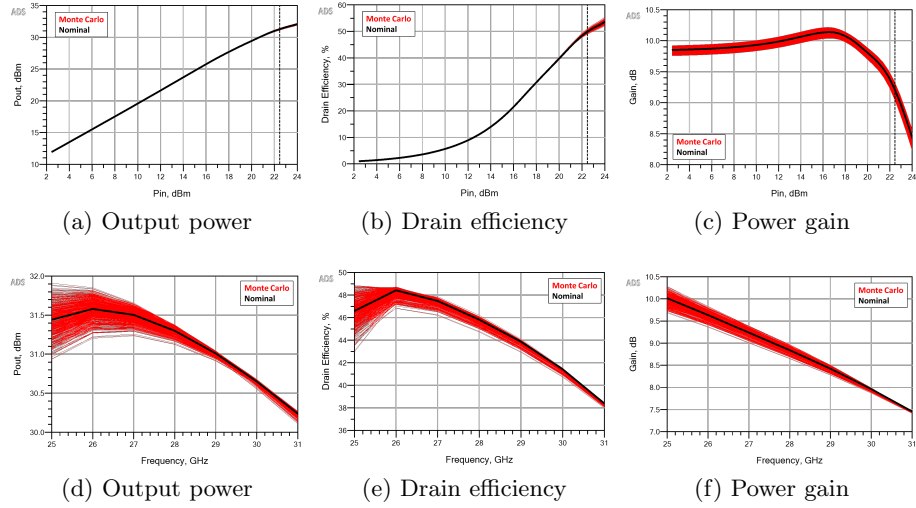 ADS
Pout, dBm
35
30
25
20
15
10
Monte Carlo
Nominal
2 4 6 8 10 12 14 16 18 20 22 24
Pin, dBm
(a) Output power
ADS
Drain Efficiency, %
60
50
40
30
20
10
0
Monte Carlo
Nominal
2 4 6 8 10 12 14 16 18 20 22 24
Pin, dBm
(b) Drain efficiency
ADS
Gain, dB
10.5
10.0
9.5
9.0
8.5
8.0
Monte Carlo
Nominal
2 4 6 8 10 12 14 16 18 20 22 24
Pin, dBm
(c) Power gain
ADS
Pout, dBm
32.0
31.5
31.0
30.5
30.0
Monte Carlo
Nominal
25 26 27 28 29 30 31
Frequency, GHz
(d) Output power
ADS
Drain Efficiency, %
50
48
46
44
42
40
38
36
Monte Carlo
Nominal
25 26 27 28 29 30 31
Frequency, GHz
(e) Drain efficiency
ADS
Gain, dB
10.5
10.0
9.5
9.0
8.5
8.0
7.5
7.0
Monte Carlo
Nominal
25 26 27 28 29 30 31
Frequency, GHz
(f) Power gain